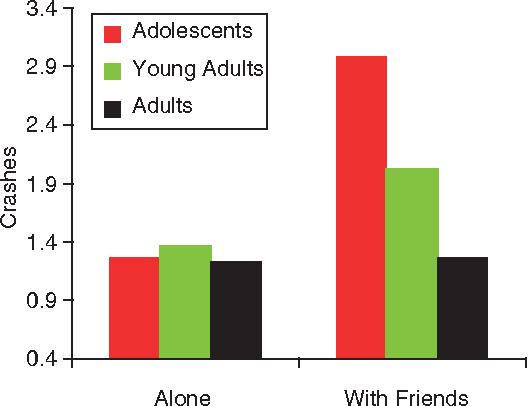 3.4
2.9
2.4
1.9
1.4
0.9
0.4
Crashes
Adolescents
Young Adults
Adults
Alone
With Friends